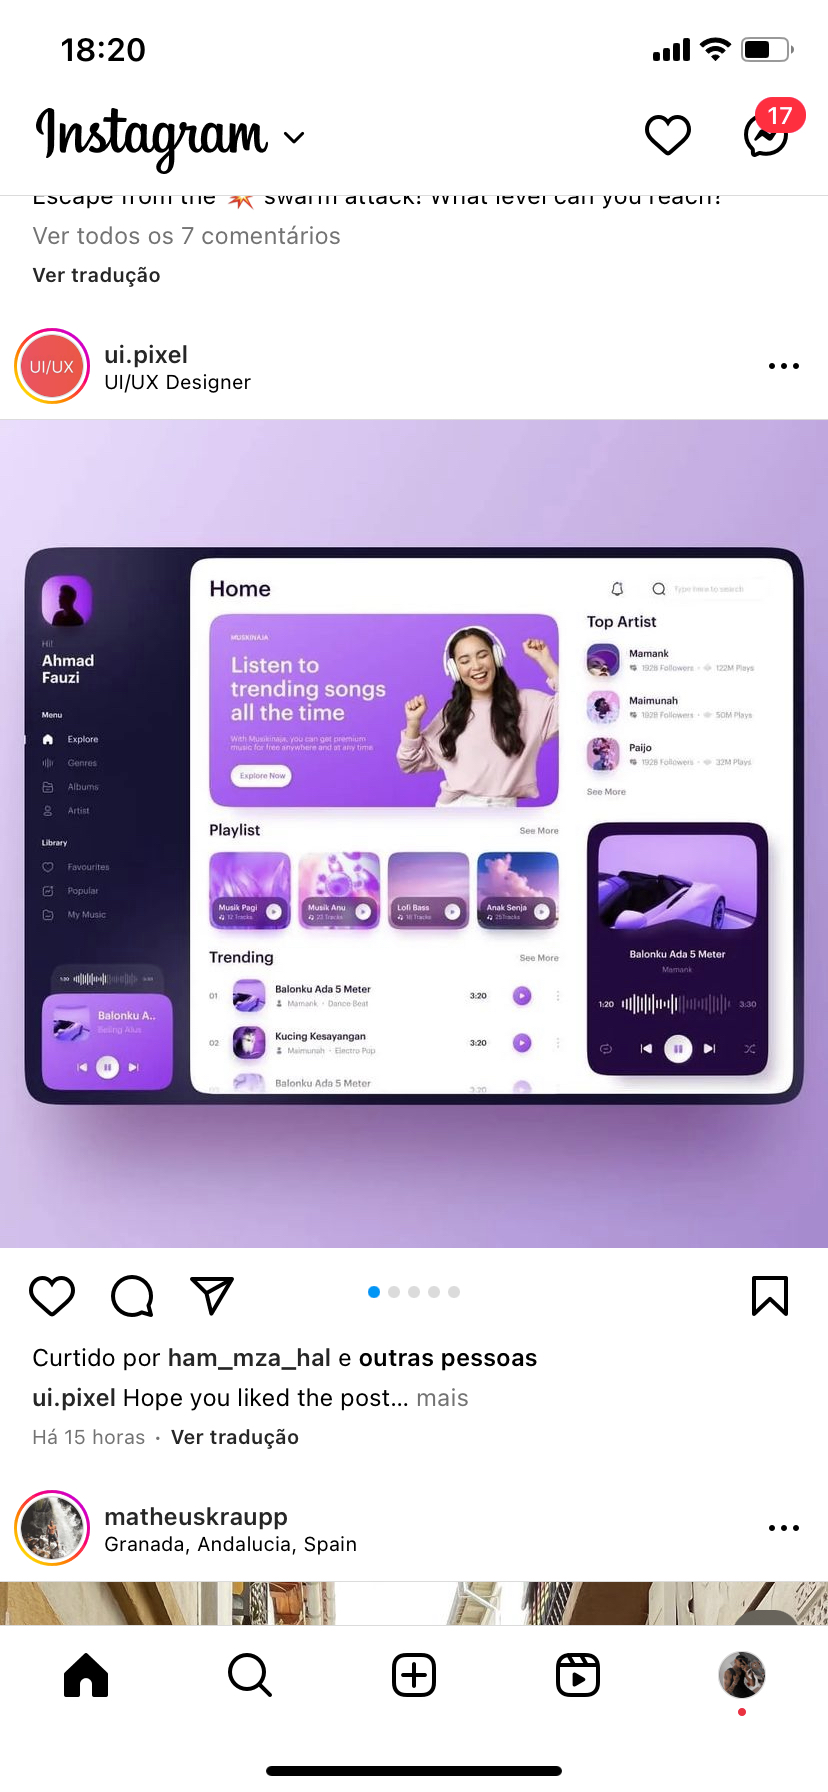 18:20
Instagram
17
Escape from the 💥 swarm attack! What level can you reach?
Ver todos os 7 comentários
Ver tradução
UI/UX
ui.pixel
UI/UX Designer
Hi!
Ahmad
Fauzi
Menu
Explore
Genres
Albums
Artist
Library
Favourites
Popular
My Music
1:20
3:30
Balonku A..
Beling Alus
Home
Type here to search
MUSIKINAJA
Listen to
trending songs
all the time
With Musikinaja, you can get premium
music for free anywhere and at any time
Explore Now
Top Artist
Mamank
1928 Followers · 122M Plays
Maimunah
1928 Followers · 50M Plays
Paijo
1928 Followers · 32M Plays
See More
Playlist
See More
Musik Pagi
12 Tracks
Musik Anu
22 Tracks
Lofi Bass
18 Tracks
Anak Senja
25Tracks
Trending
See More
01
Balonku Ada 5 Meter
Mamank · Dance Beat
3:20
02
Kucing Kesayangan
Maimunah · Electro Pop
3:20
03
Balonku Ada 5 Meter
3:20
Balonku Ada 5 Meter
Mamank
1:20
3:30
Curtido por ham_mza_hal e outras pessoas
ui.pixel Hope you liked the post... mais
Há 15 horas · Ver tradução
matheuskraupp
Granada, Andalucia, Spain